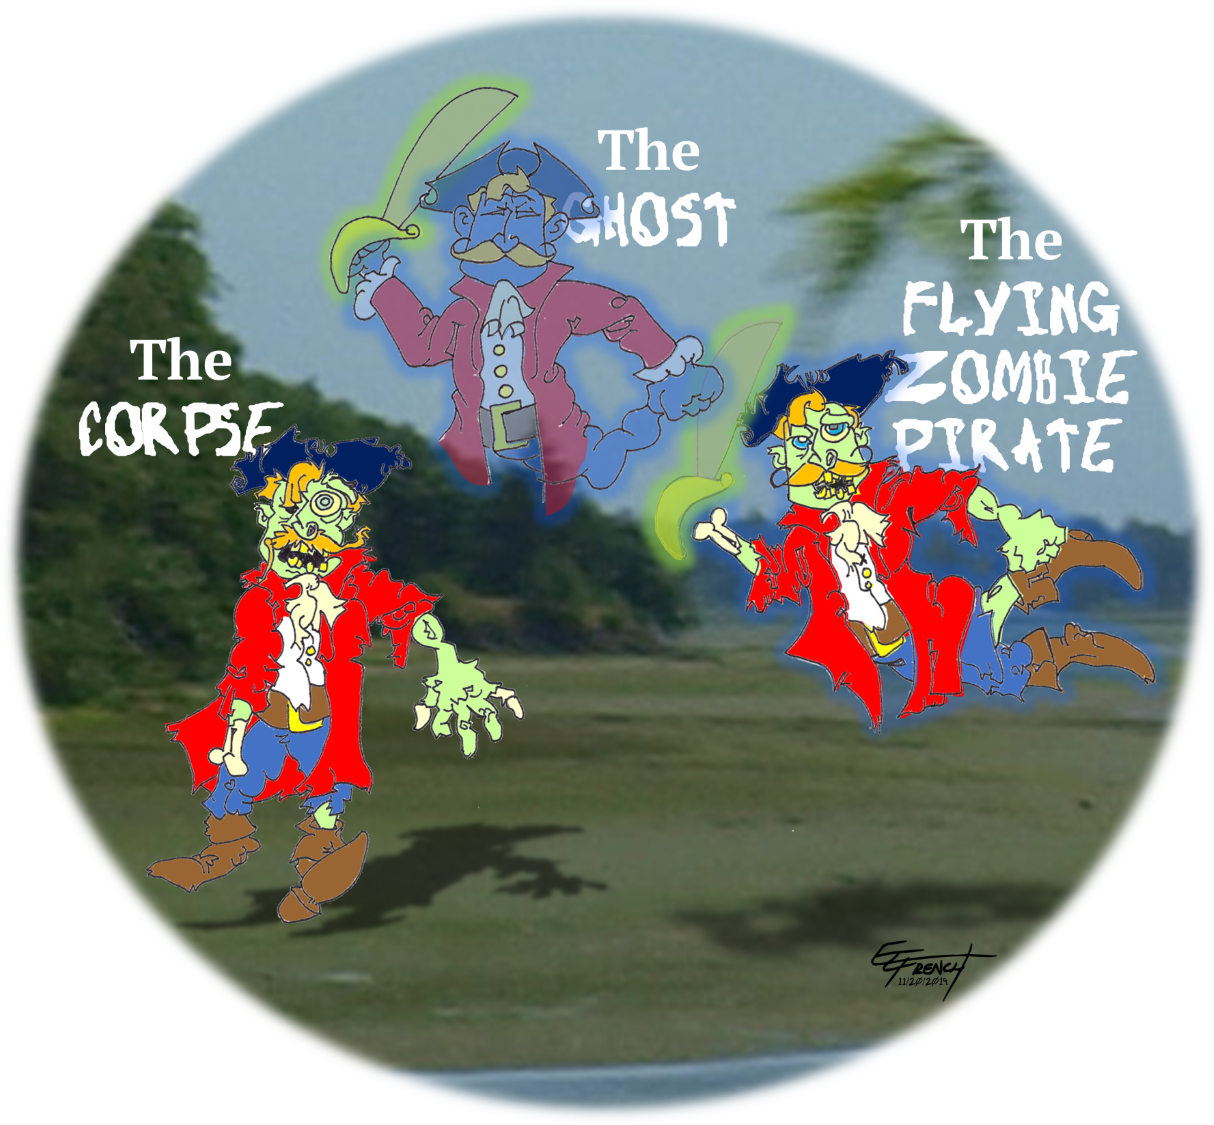 The
GHOST
The
FLYING
ZOMBIE
PIRATE
The
CORPSE
EFRENCH
11/20/2019